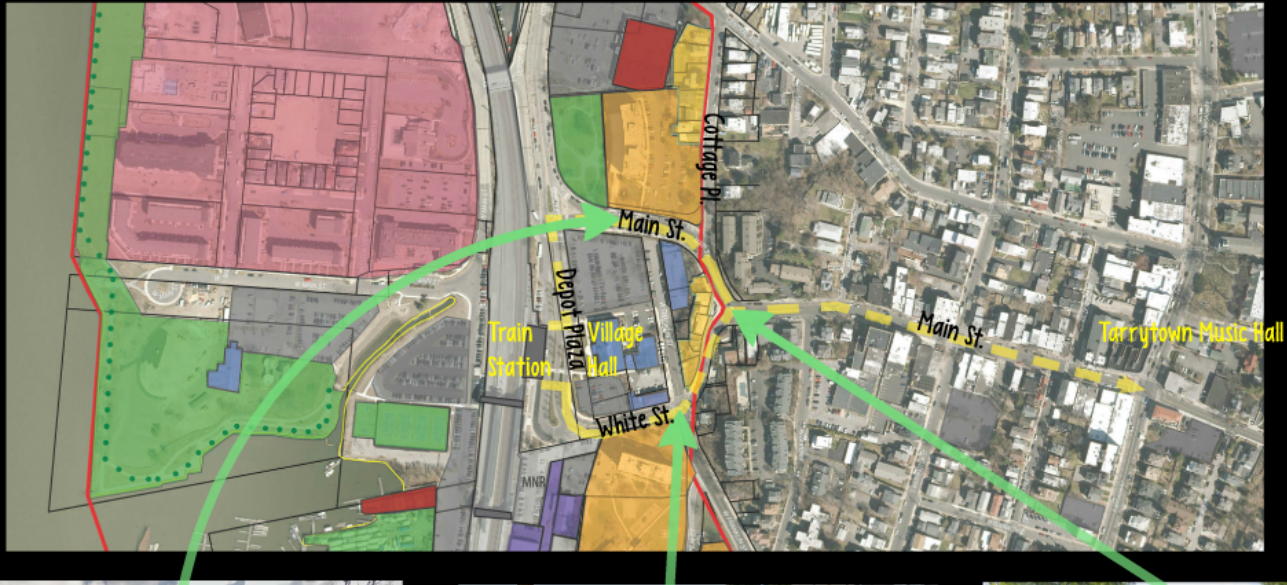 Cottage Pl.
Main St.
Depot Plaza
Train
Station
Village
Hall
Main St.
Tarrytown Music Hall
White St.
MNR